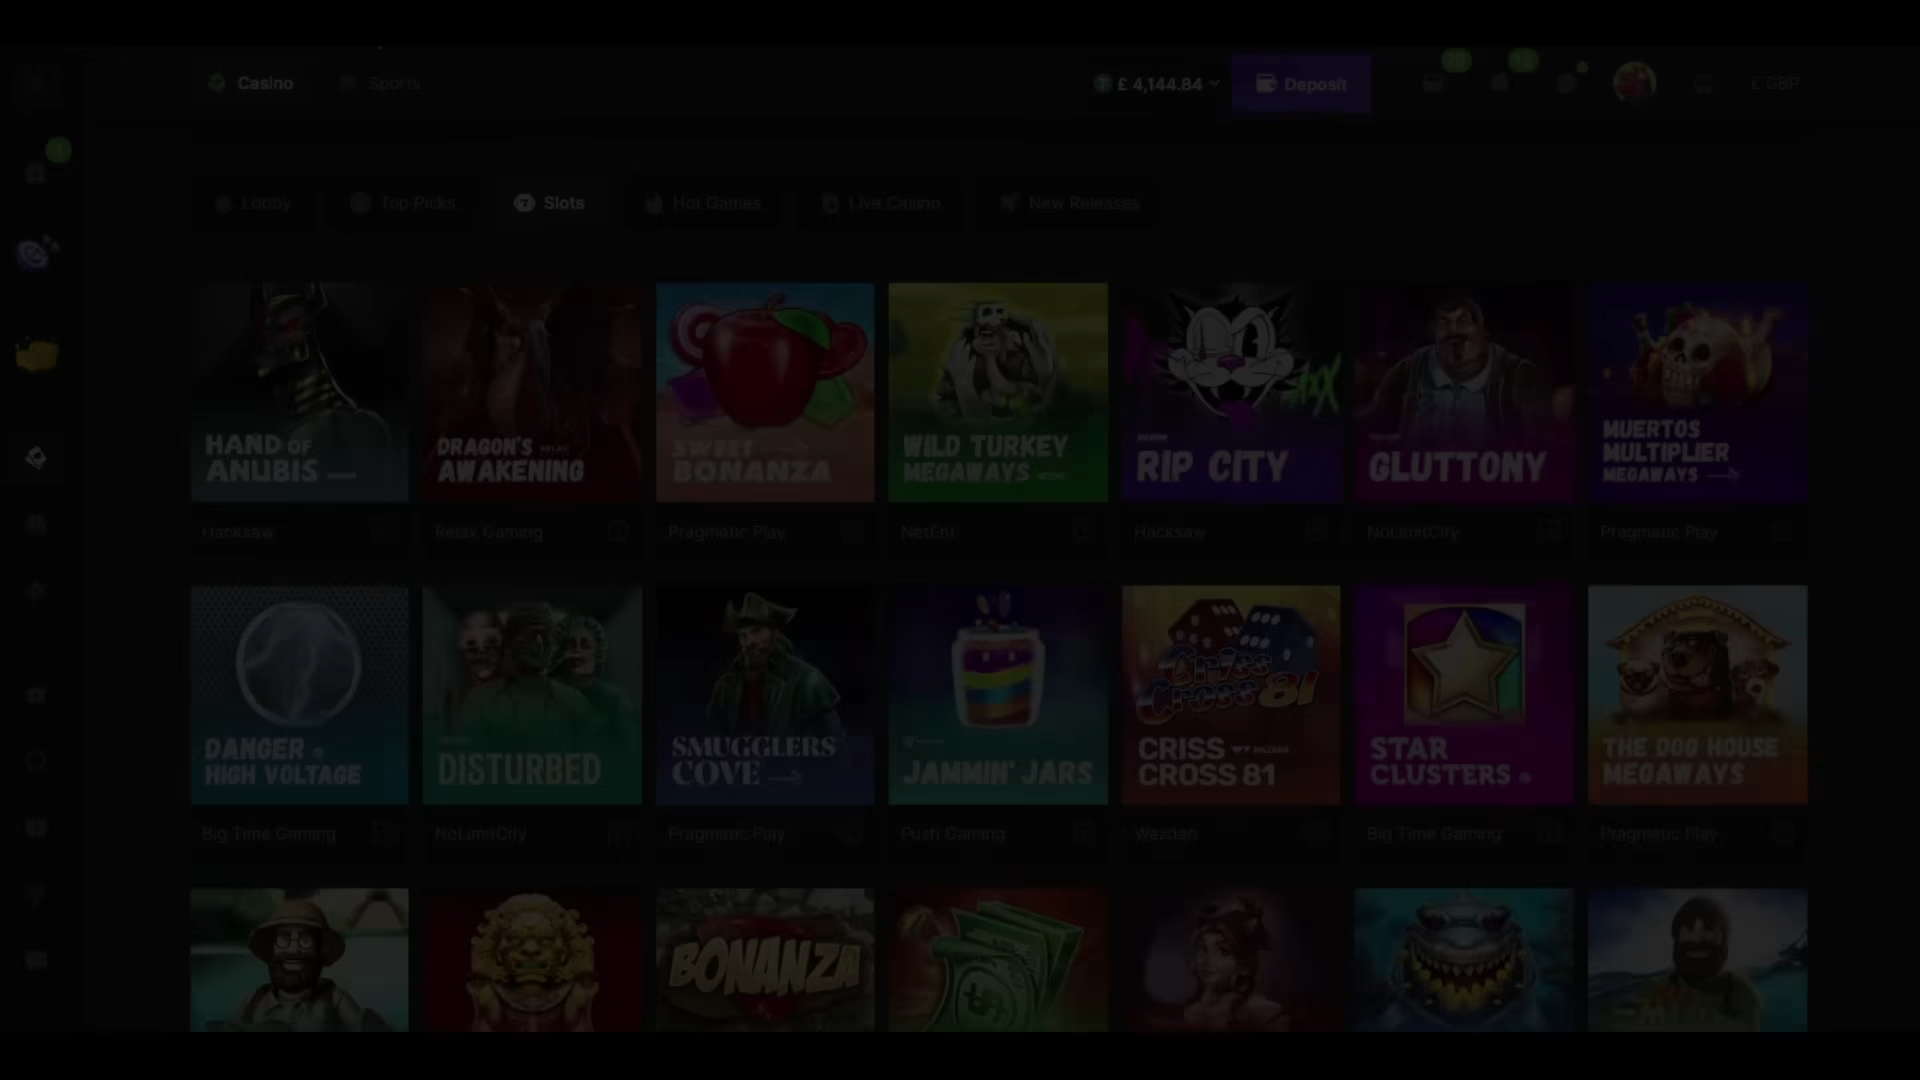 Casino
Sports
£ 4,144.84
Deposit
£ GBP
Lobby
Top Picks
Slots
Hot Games
Live Casino
New Releases
HAND OF
ANUBIS
DRAGON'S
AWAKENING
SWEET
BONANZA
WILD TURKEY
MEGAWAYS
RIP CITY
GLUTTONY
MUERTOS
MULTIPLIER
MEGAWAYS
Hacksaw
Relax Gaming
Pragmatic Play
NetEnt
Hacksaw
NoLimitCity
Pragmatic Play
DANGER
HIGH VOLTAGE
DISTURBED
SMUGGLERS
COVE
JAMMIN' JARS
Criss
Cross 81
CRISS
CROSS 81
STAR
CLUSTERS
THE DOG HOUSE
MEGAWAYS
Big Time Gaming
NoLimitCity
Pragmatic Play
Push Gaming
Wazdan
Big Time Gaming
Pragmatic Play
BONANZA